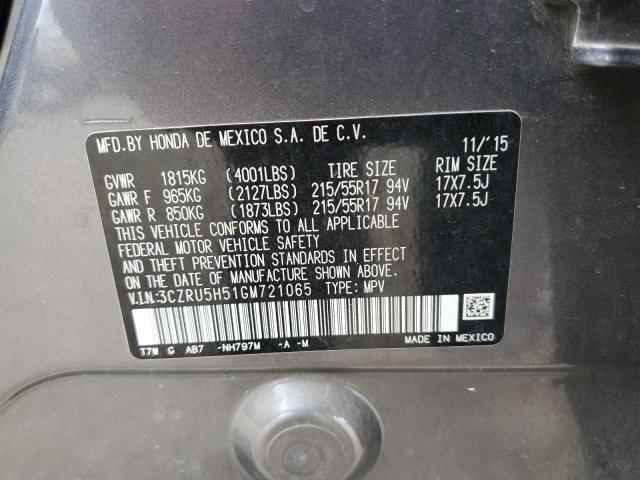 MFD.BY HONDA DE MEXICO S.A. DE C.V. 11/'15
GVWR 1815KG (4001LBS) TIRE SIZE RIM SIZE
GAWR F 965KG (2127LBS) 215/55R17 94V 17X7.5J
GAWR R 850KG (1873LBS) 215/55R17 94V 17X7.5J
THIS VEHICLE CONFORMS TO ALL APPLICABLE
FEDERAL MOTOR VEHICLE SAFETY
AND THEFT PREVENTION STANDARDS IN EFFECT
ON THE DATE OF MANUFACTURE SHOWN ABOVE.
V.I.N:3CZRU5H51GM721065 TYPE: MPV
T7W G AB7 -NH797M -A -M MADE IN MEXICO